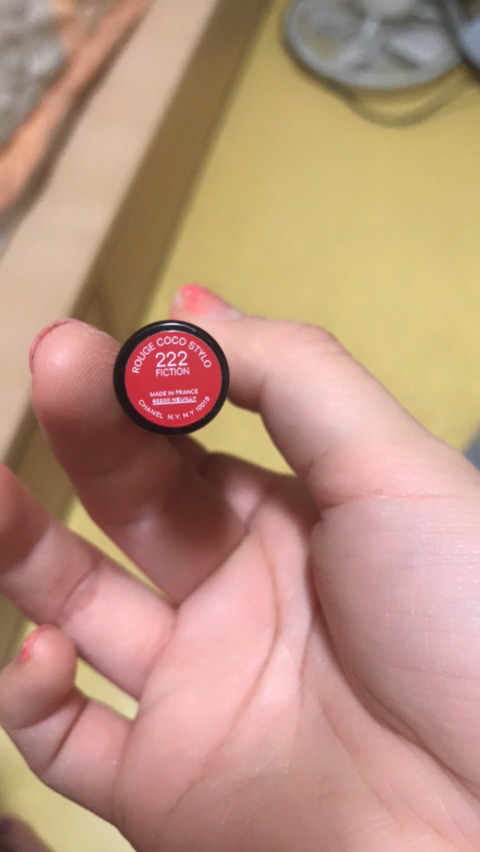 ROUGE COCO STYLO
222
FICTION
MADE IN FRANCE
92200 NEUILLY
CHANEL N.Y. N.Y 10019